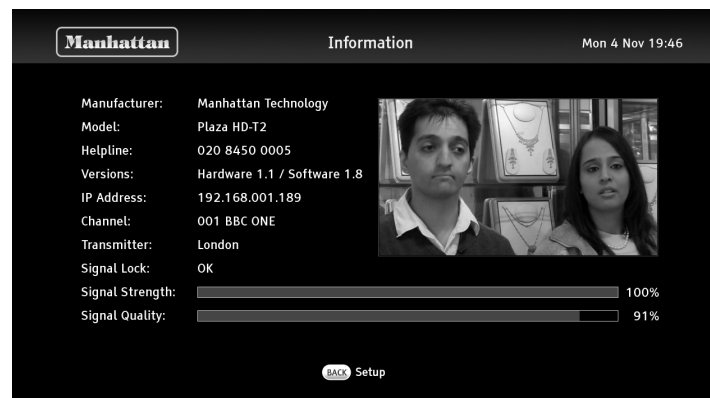 Manhattan
Information
Mon 4 Nov 19:46
Manufacturer: Manhattan Technology
Model: Plaza HD-T2
Helpline: 020 8450 0005
Versions: Hardware 1.1 / Software 1.8
IP Address: 192.168.001.189
Channel: 001 BBC ONE
Transmitter: London
Signal Lock: OK
Signal Strength: 100%
Signal Quality: 91%
BACK Setup